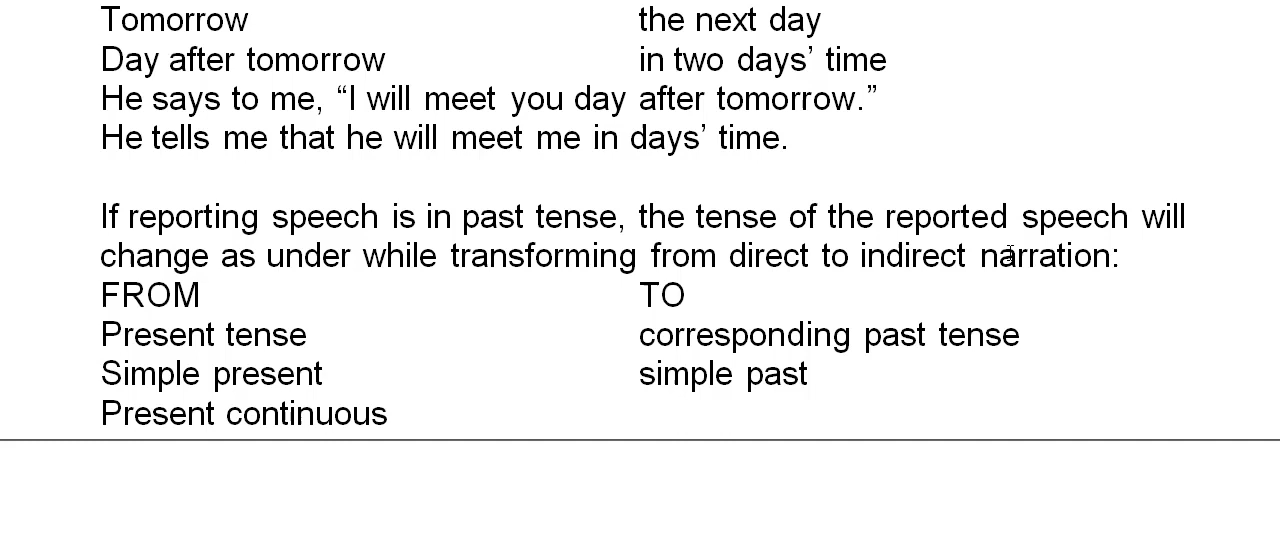 Tomorrow the next day
Day after tomorrow in two days’ time
He says to me, “I will meet you day after tomorrow.”
He tells me that he will meet me in days’ time.
If reporting speech is in past tense, the tense of the reported speech will
change as under while transforming from direct to indirect narration:
FROM TO
Present tense corresponding past tense
Simple present simple past
Present continuous